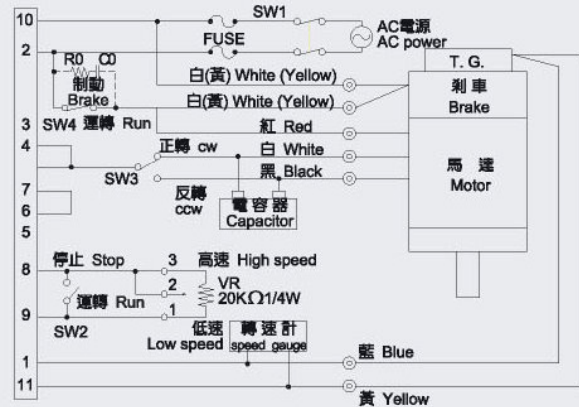 10
SW1
AC電源
AC power
FUSE
2
R0 C0
T. G.
制動
Brake
白(黃) White (Yellow)
剎車
Brake
白(黃) White (Yellow)
SW4 運轉 Run
3
紅 Red
4
正轉 cw
白 White
SW3
黑 Black
馬達
Motor
7
反轉
ccw
電容器
Capacitor
6
5
停止 Stop
3 高速 High speed
8
2
VR
20KΩ1/4W
運轉 Run
1
9
SW2
低速
Low speed
轉速計
speed gauge
藍 Blue
1
11
黃 Yellow